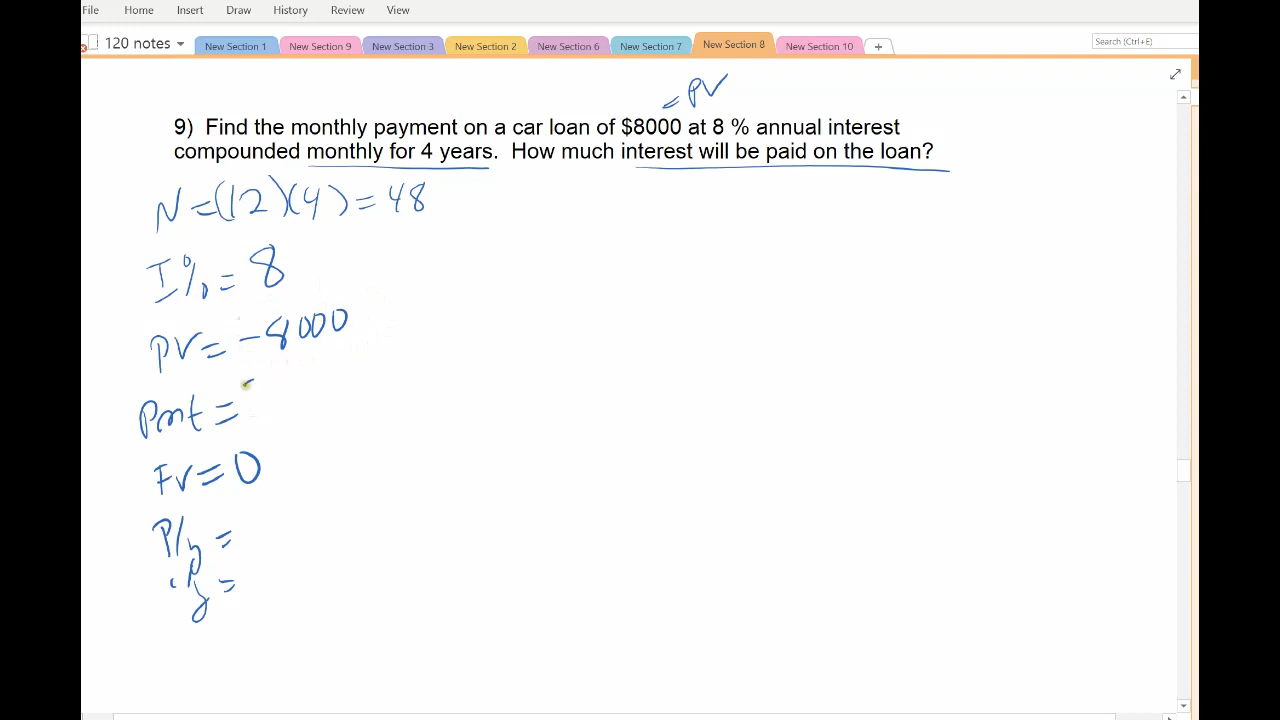 File Home Insert Draw History Review View
120 notes New Section 1 New Section 9 New Section 3 New Section 2 New Section 6 New Section 7 New Section 8 New Section 10 + Search (Ctrl+E)
= PV
9) Find the monthly payment on a car loan of $8000 at 8 % annual interest
compounded monthly for 4 years. How much interest will be paid on the loan?
N = (12)(4) = 48
I% = 8
PV = -8000
Pmt =
FV = 0
P/y =
C/y =